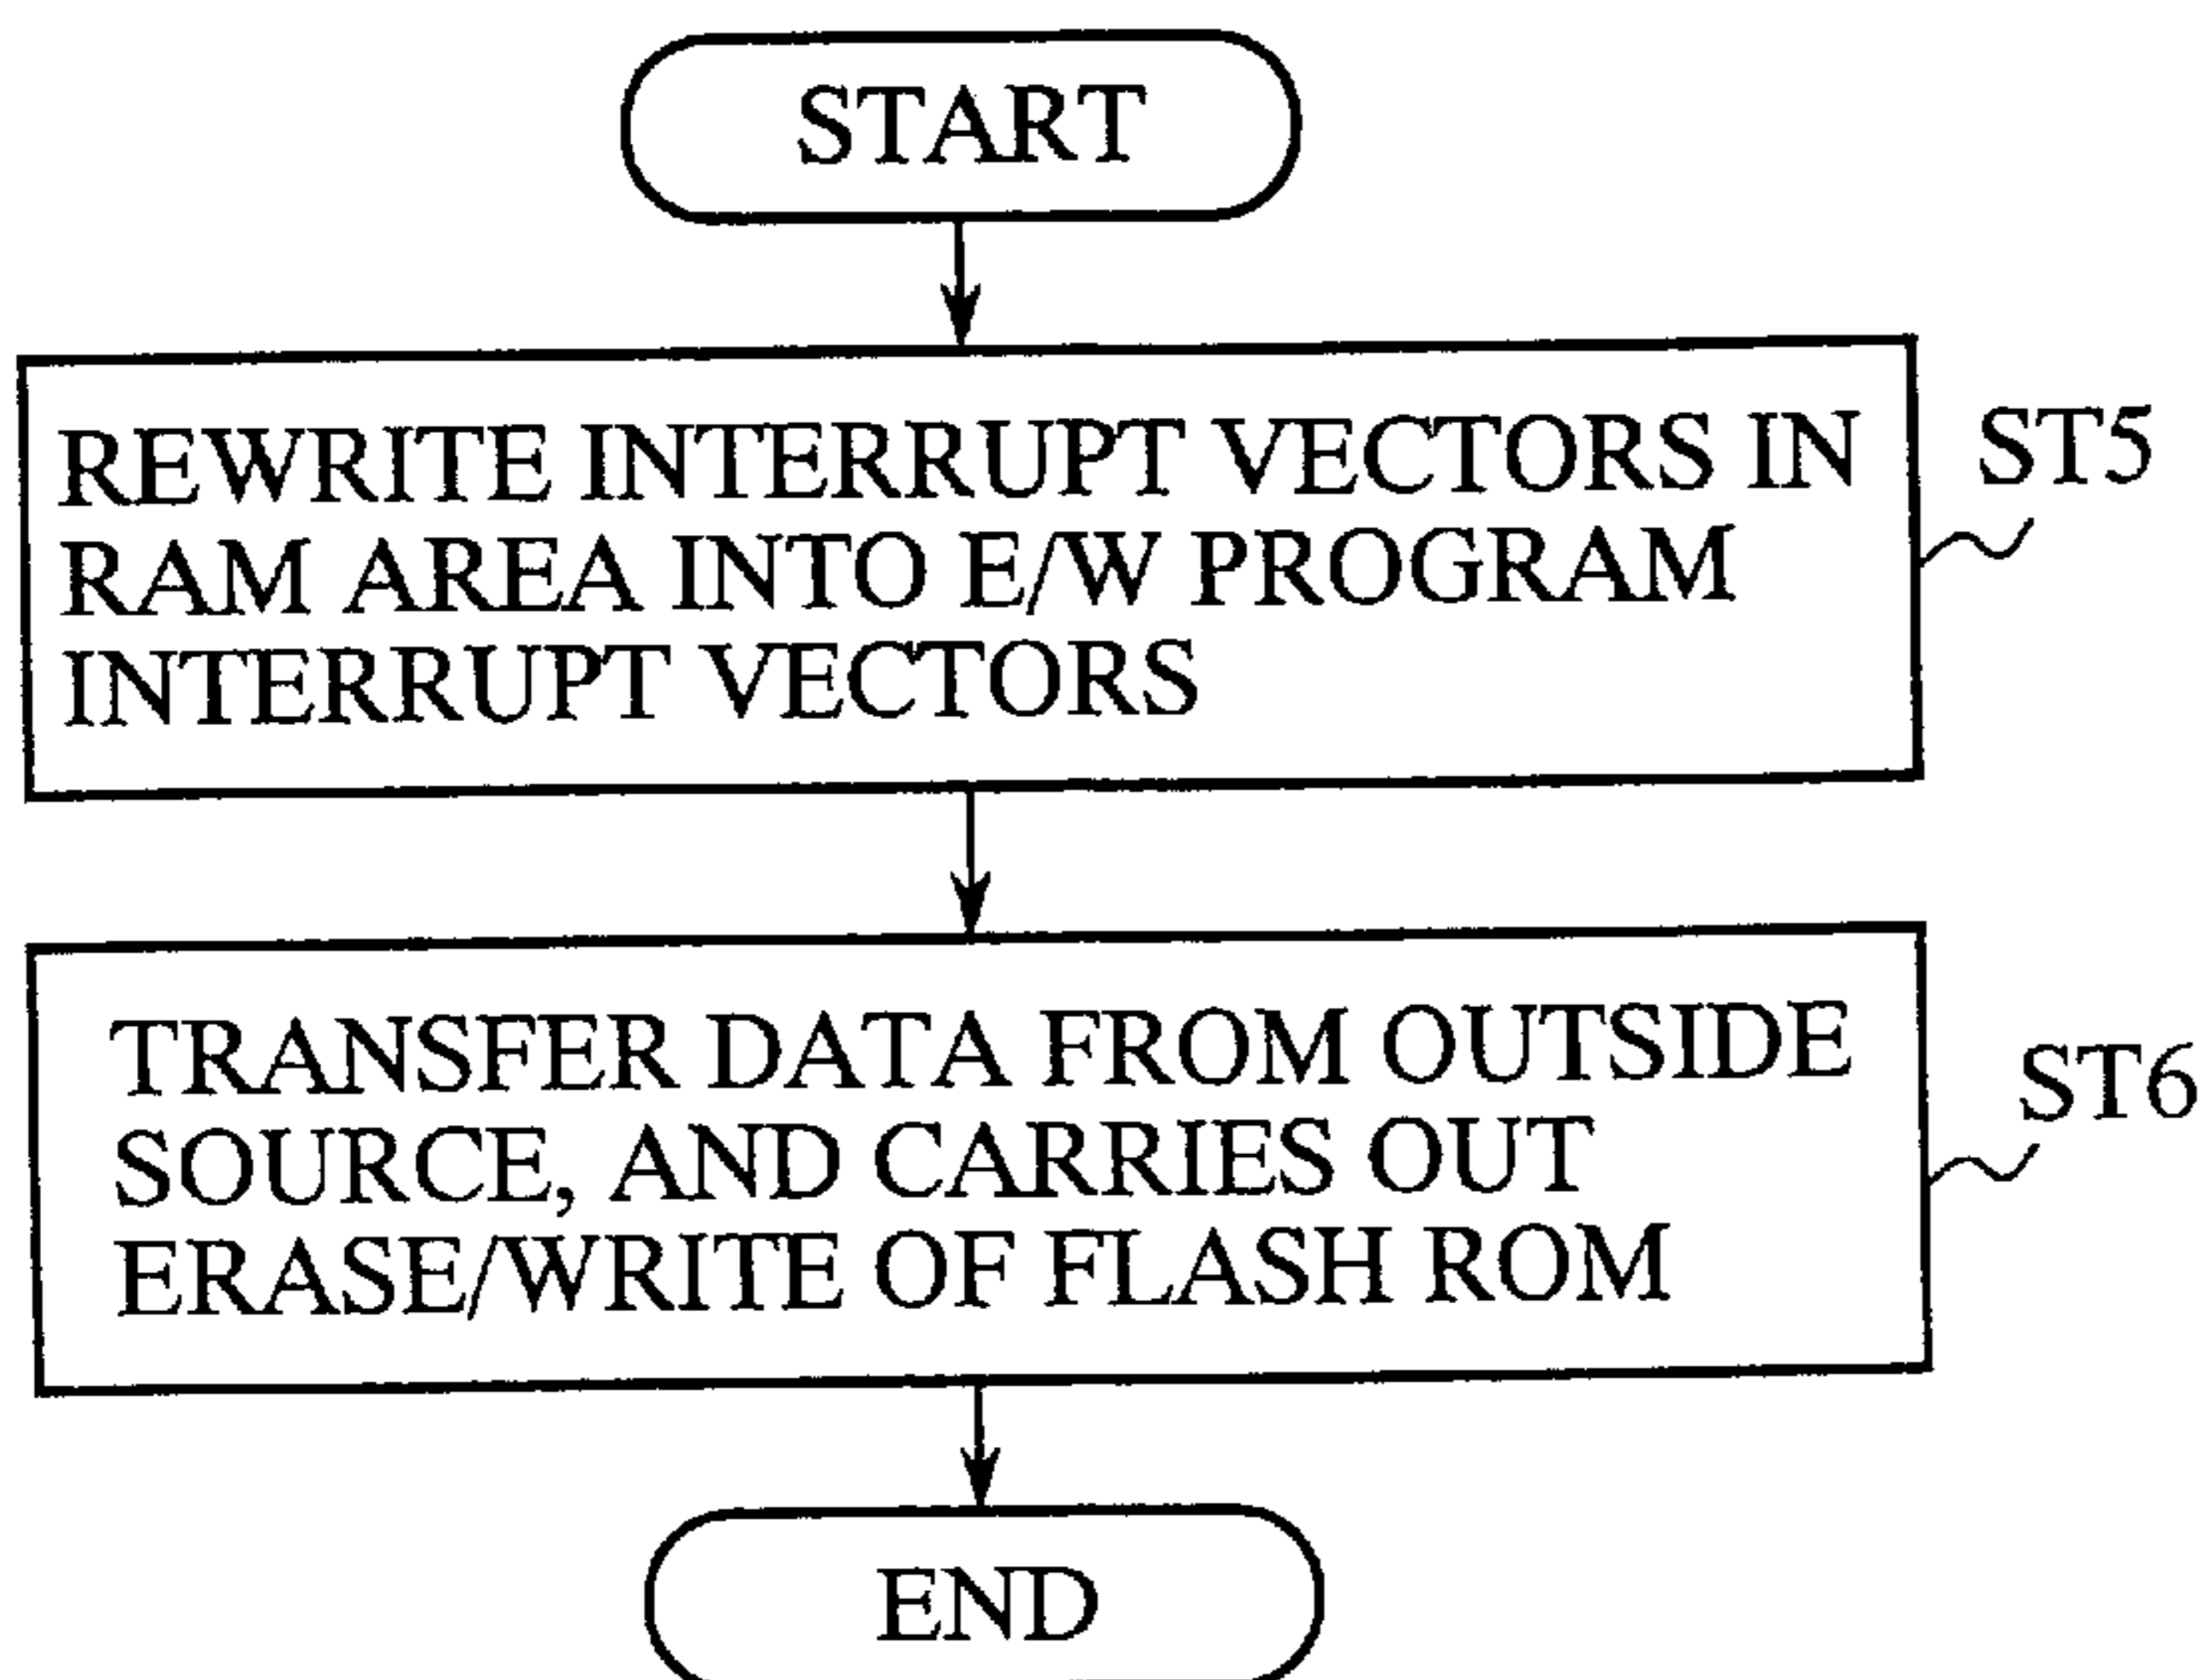 START
REWRITE INTERRUPT VECTORS IN
RAM AREA INTO E/W PROGRAM
INTERRUPT VECTORS
ST5
TRANSFER DATA FROM OUTSIDE
SOURCE, AND CARRIES OUT
ERASE/WRITE OF FLASH ROM
ST6
END